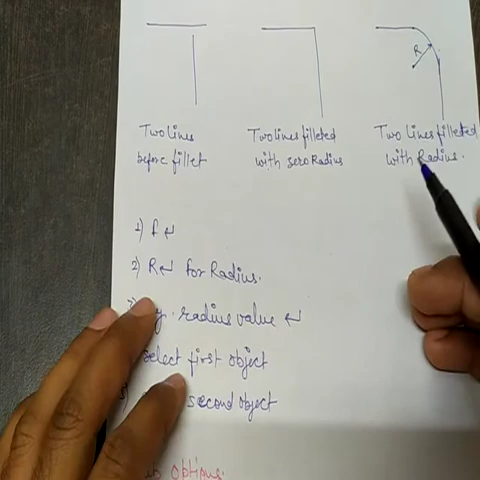 R
Two lines
before fillet
Two lines filleted
with zero Radius
Two lines filleted
with Radius.
1) f ↵
2) R↵ for Radius.
radius value ↵
select first object
second object
options: